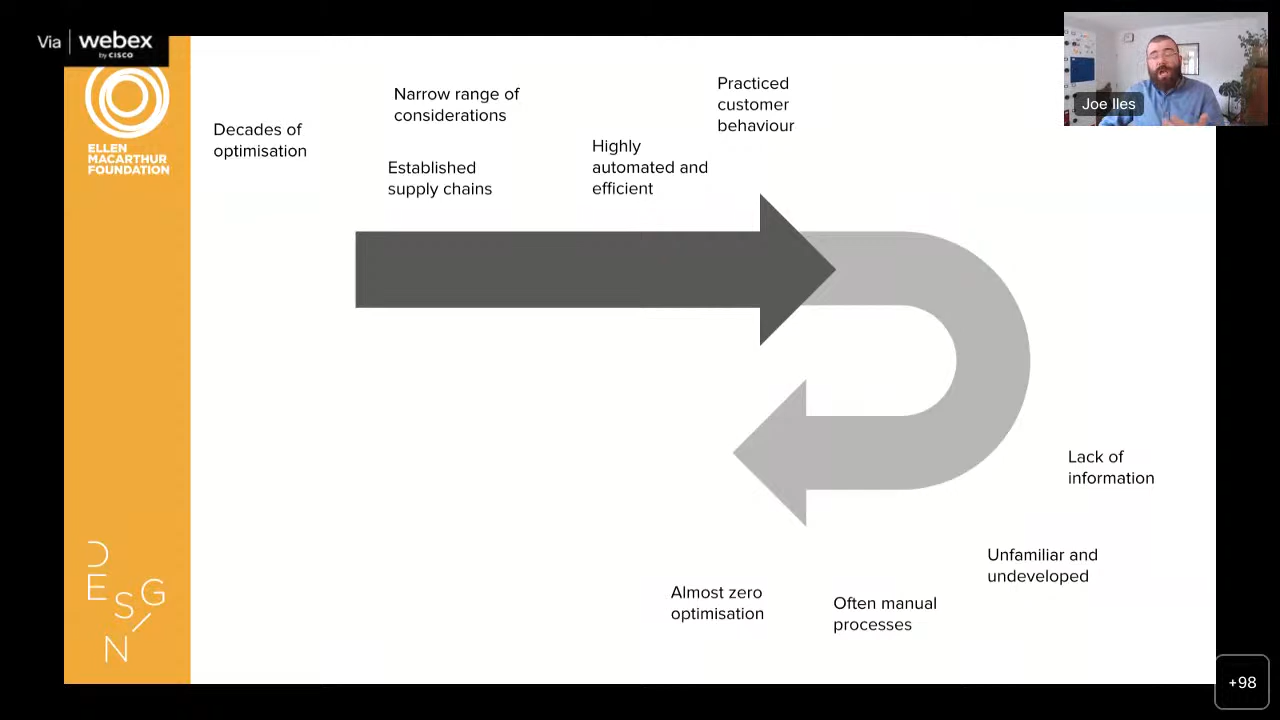 Via webex
by CISCO
ELLEN
MACARTHUR
FOUNDATION
Decades of
optimisation
Narrow range of
considerations
Established
supply chains
Highly
automated and
efficient
Practiced
customer
behaviour
Joe Iles
Lack of
information
Unfamiliar and
undeveloped
Often manual
processes
Almost zero
optimisation
DESIGN
+98